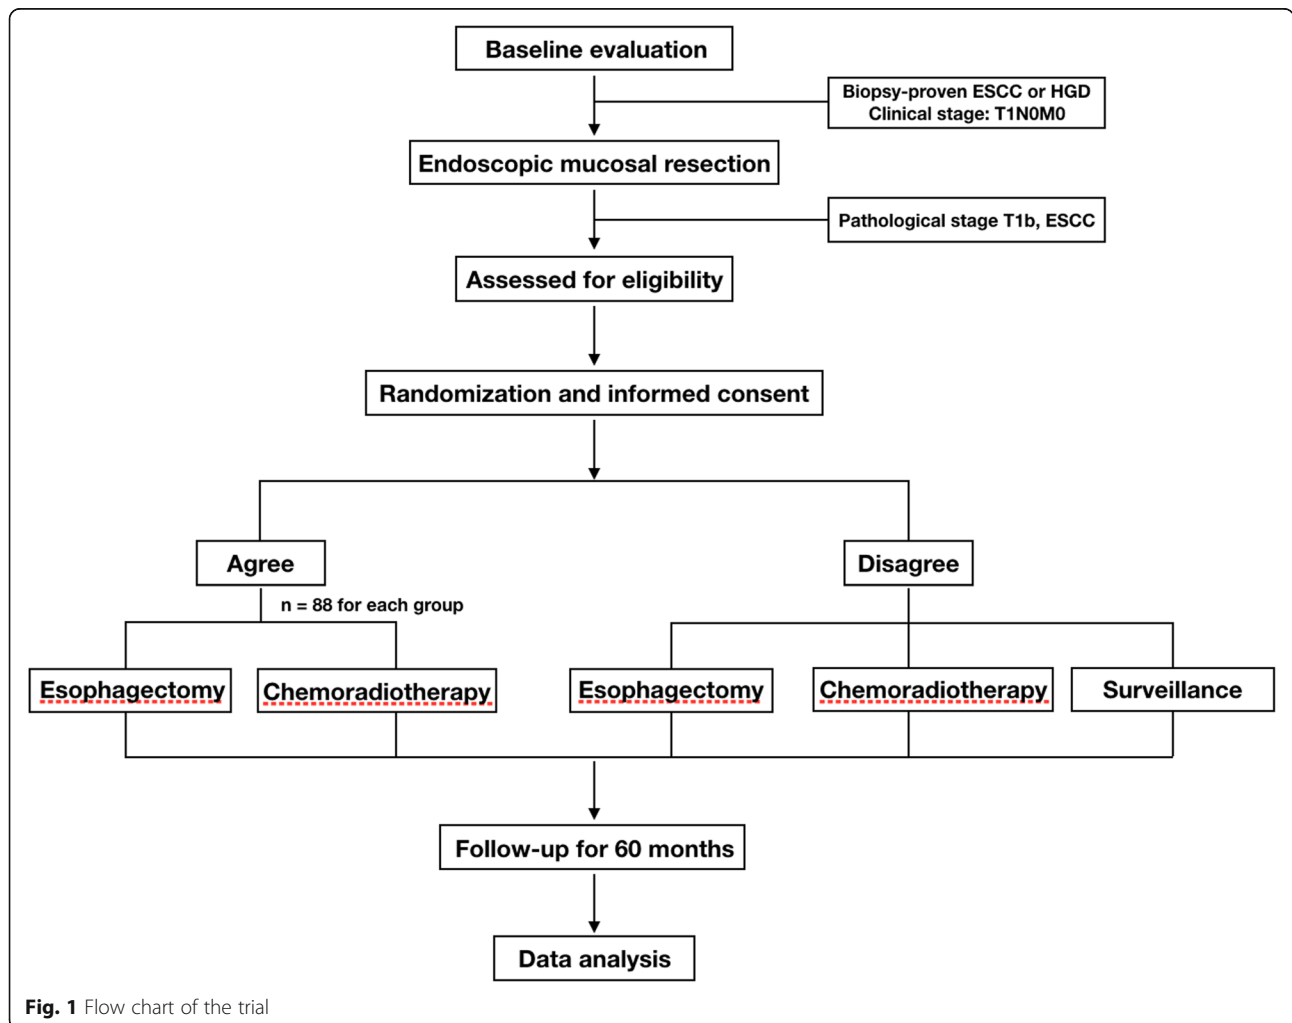 Baseline evaluation
Biopsy-proven ESCC or HGD
Clinical stage: T1N0M0
Endoscopic mucosal resection
Pathological stage T1b, ESCC
Assessed for eligibility
Randomization and informed consent
Agree
Disagree
n = 88 for each group
Esophagectomy
Chemoradiotherapy
Esophagectomy
Chemoradiotherapy
Surveillance
Follow-up for 60 months
Data analysis
Fig. 1 Flow chart of the trial